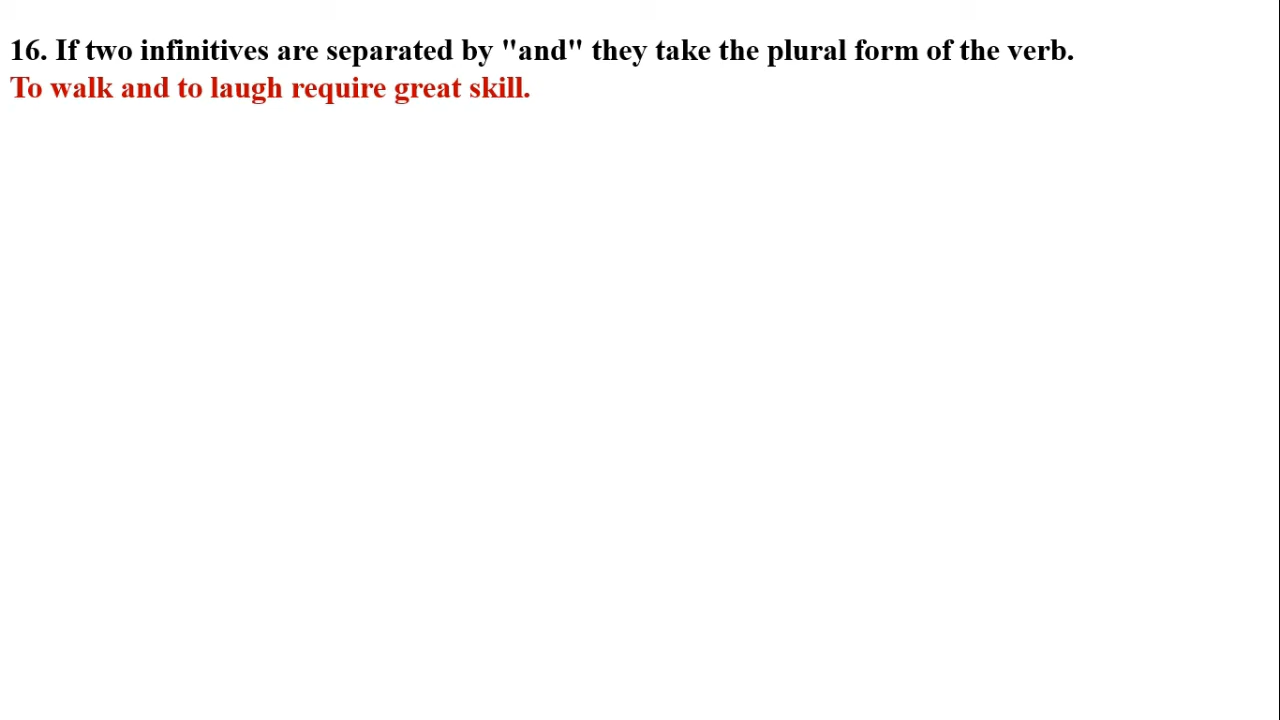 16. If two infinitives are separated by "and" they take the plural form of the verb.
To walk and to laugh require great skill.